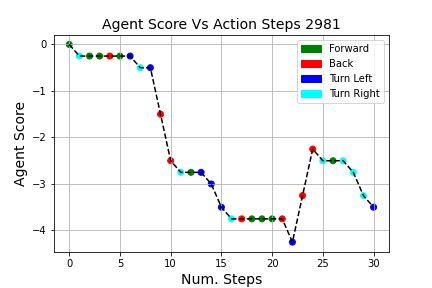 Agent Score Vs Action Steps 2981
Forward
Back
Turn Left
Turn Right
0
−1
−2
−3
−4
Agent Score
0 5 10 15 20 25 30
Num. Steps